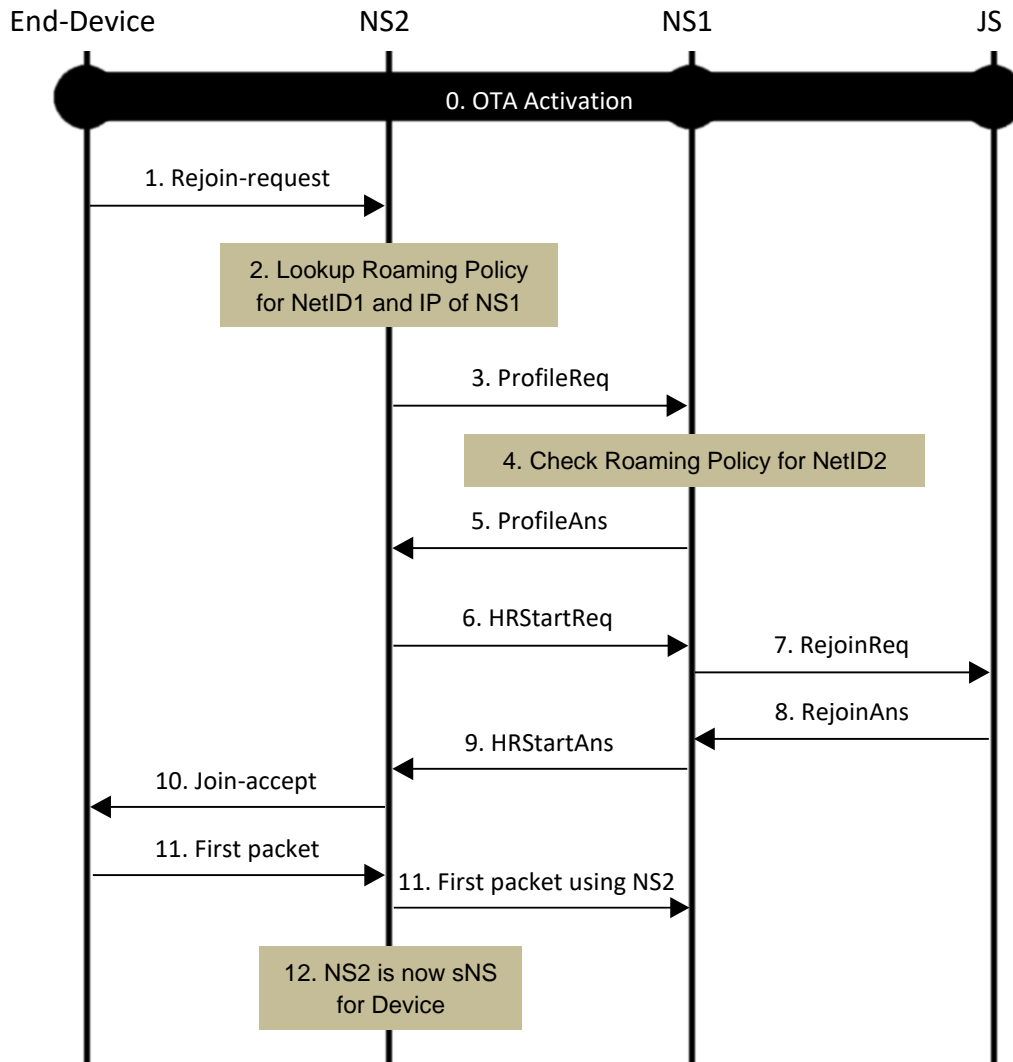 End-Device
NS2
NS1
JS
0. OTA Activation
1. Rejoin-request
2. Lookup Roaming Policy
for NetID1 and IP of NS1
3. ProfileReq
4. Check Roaming Policy for NetID2
5. ProfileAns
6. HRStartReq
7. RejoinReq
8. RejoinAns
9. HRStartAns
10. Join-accept
11. First packet
11. First packet using NS2
12. NS2 is now sNS
for Device